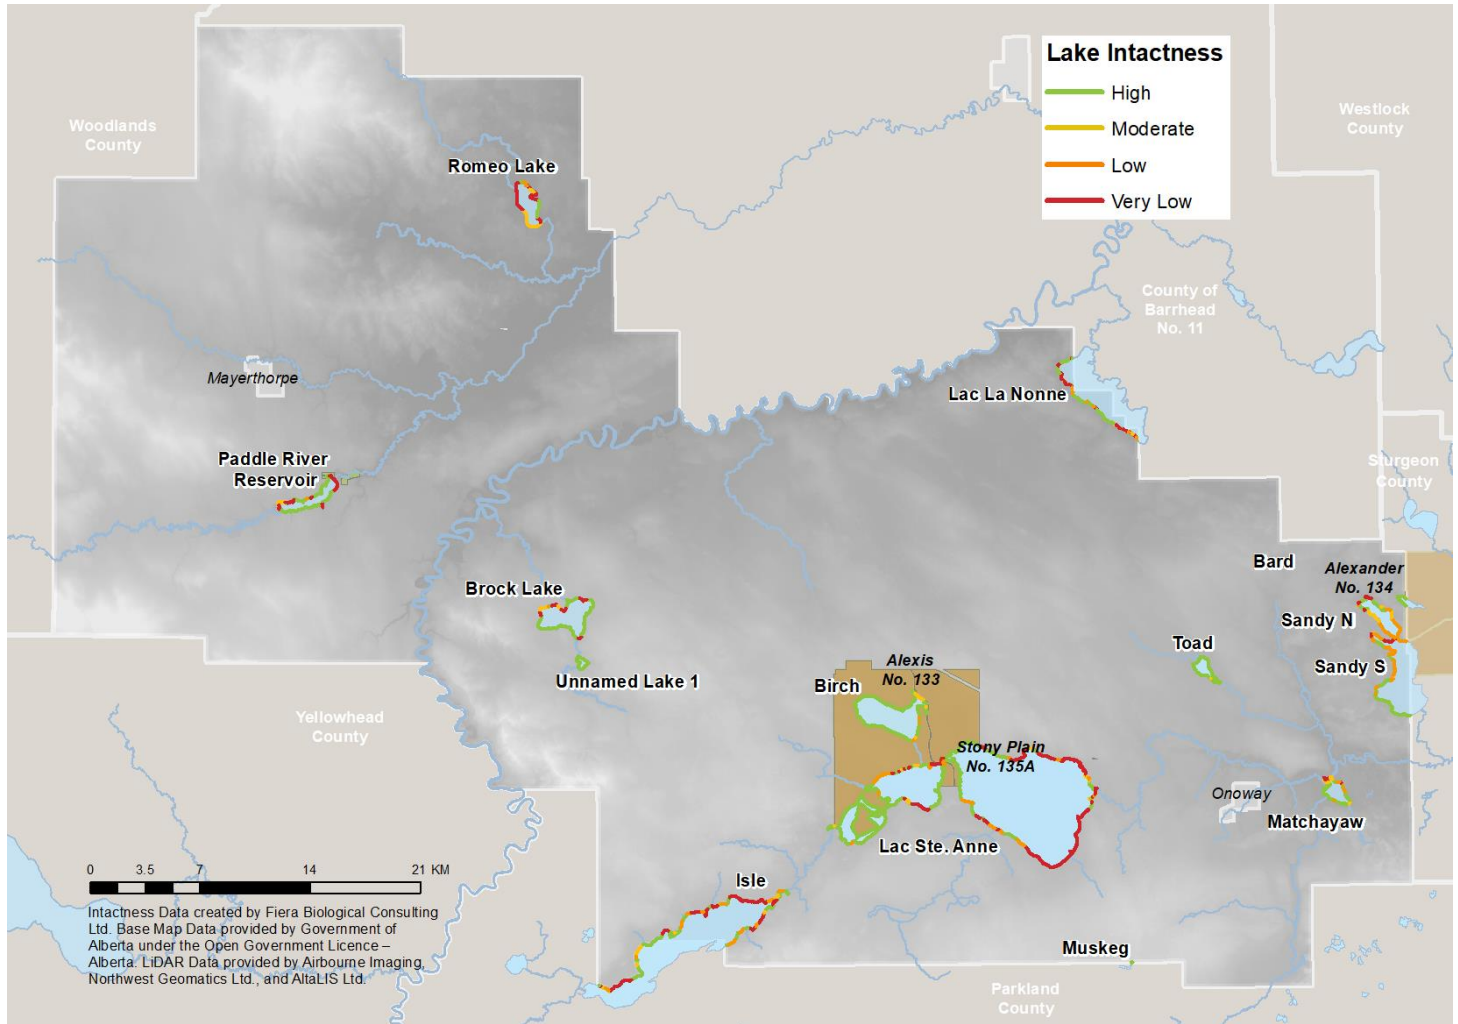 Lake Intactness
High
Moderate
Low
Very Low
Woodlands
County
Westlock
County
Romeo Lake
County of
Barrhead
No. 11
Mayerthorpe
Lac La Nonne
Paddle River
Reservoir
Sturgeon
County
Bard
Alexander
No. 134
Brock Lake
Sandy N
Toad
Sandy S
Alexis
No. 133
Unnamed Lake 1
Birch
Yellowhead
County
Stony Plain
No. 135A
Onoway
Matchayaw
Lac Ste. Anne
Isle
0 3.5 7 14 21 KM
Intactness Data created by Fiera Biological Consulting
Ltd. Base Map Data provided by Government of
Alberta under the Open Government Licence –
Alberta. LiDAR Data provided by Airbourne Imaging,
Northwest Geomatics Ltd., and AltaLIS Ltd.
Muskeg
Parkland
County